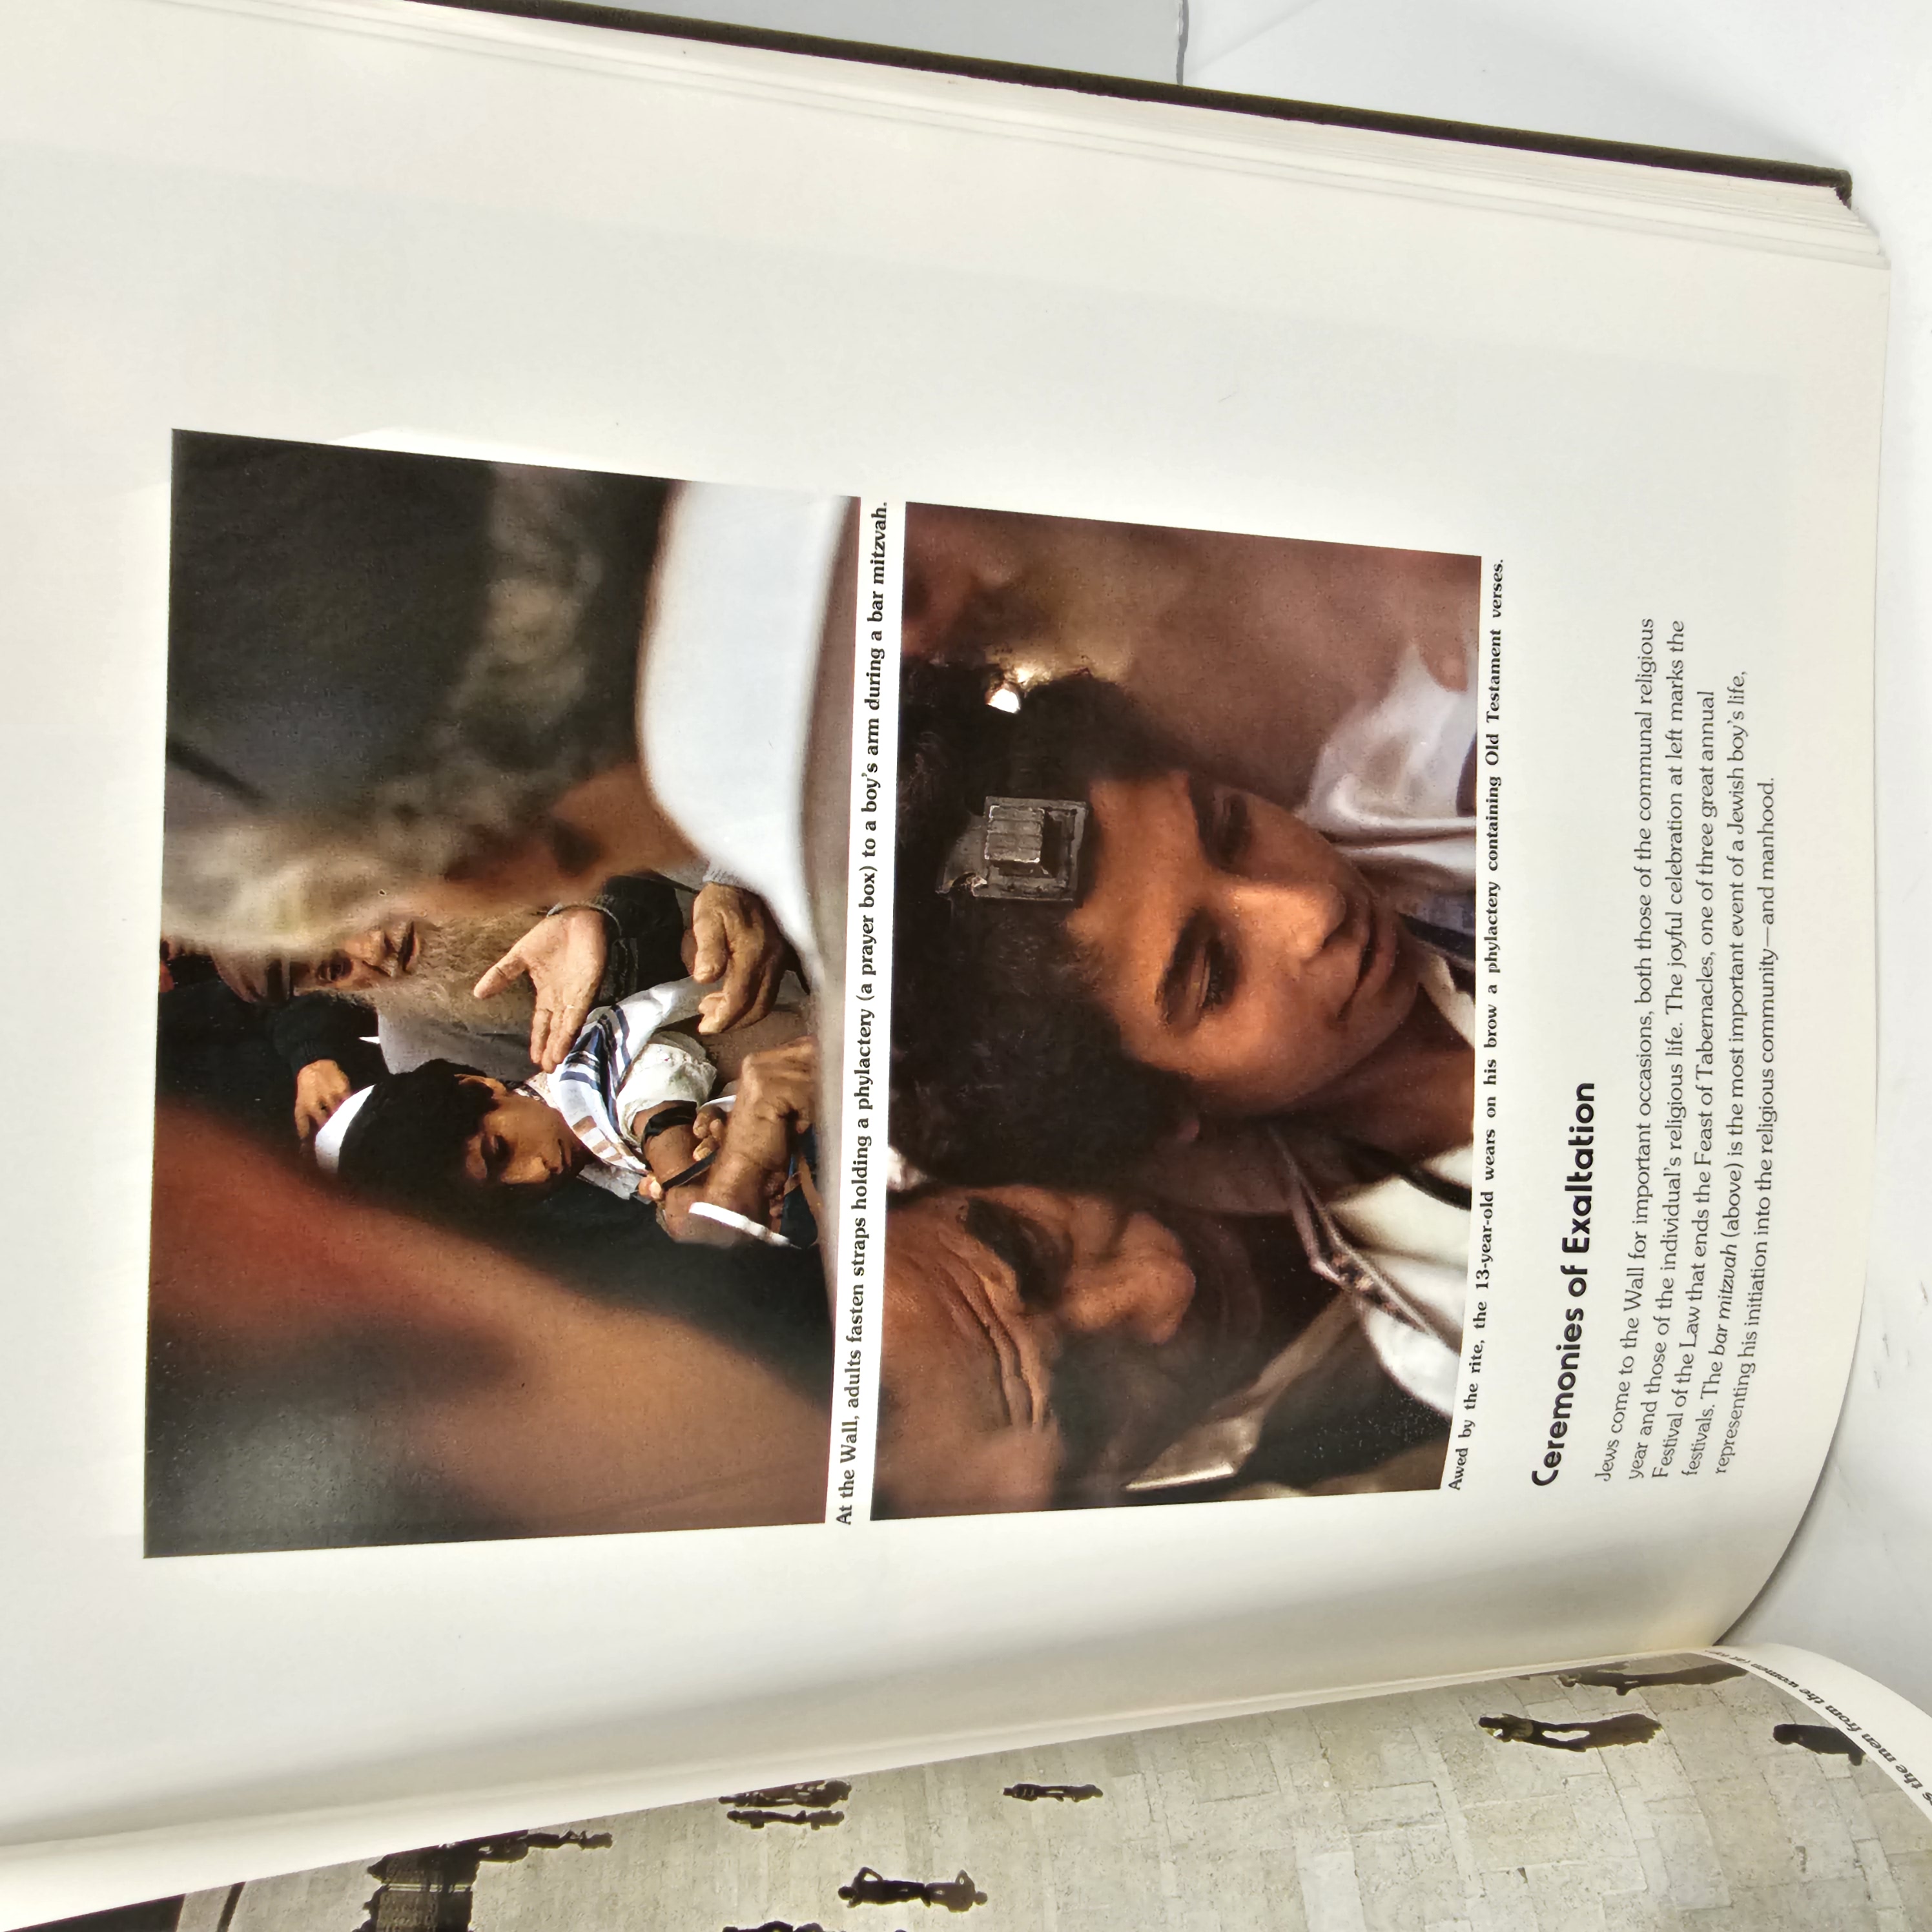 s the men from the women
At the Wall, adults fasten straps holding a phylactery (a prayer box) to a boy's arm during a bar mitzvah.
Awed by the rite, the 13-year-old wears on his brow a phylactery containing Old Testament verses.
Ceremonies of Exaltation
Jews come to the Wall for important occasions, both those of the communal religious
year and those of the individual's religious life. The joyful celebration at left marks the
Festival of the Law that ends the Feast of Tabernacles, one of three great annual
festivals. The bar mitzvah (above) is the most important event of a Jewish boy's life,
representing his initiation into the religious community—and manhood.